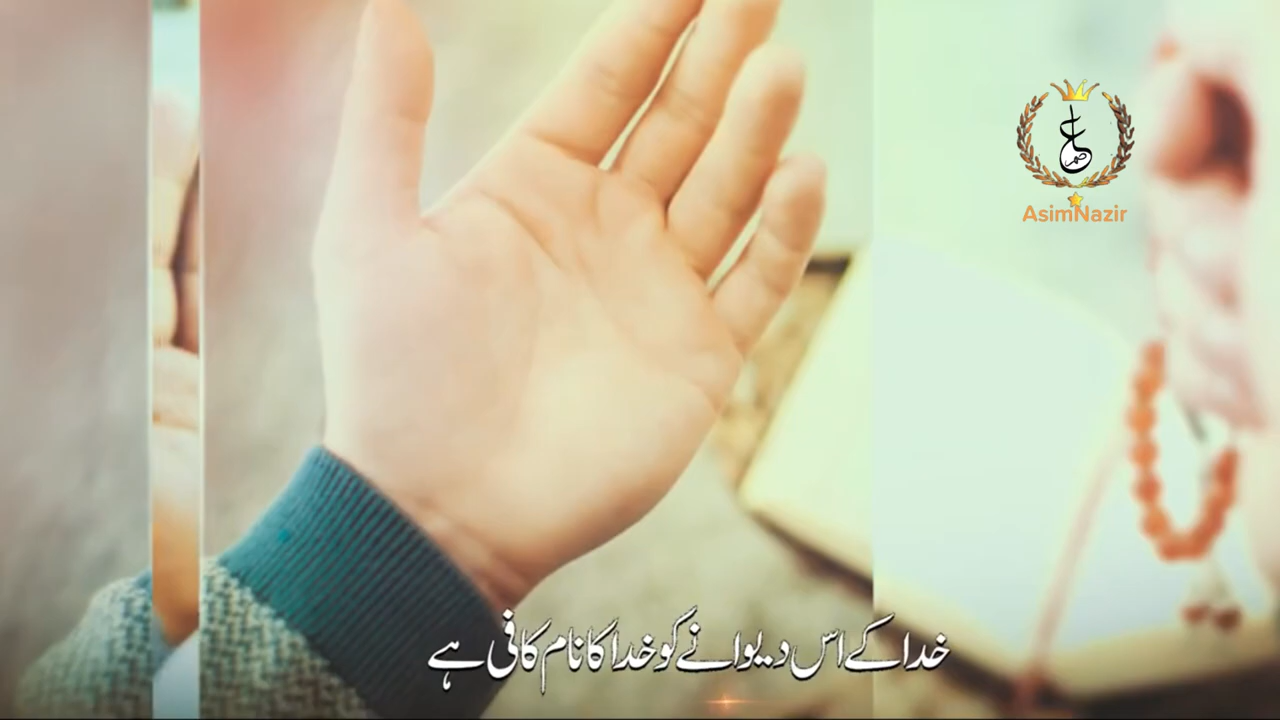 AsimNazir
خدا کے اس دیوانے کو خدا کا نام کافی ہے